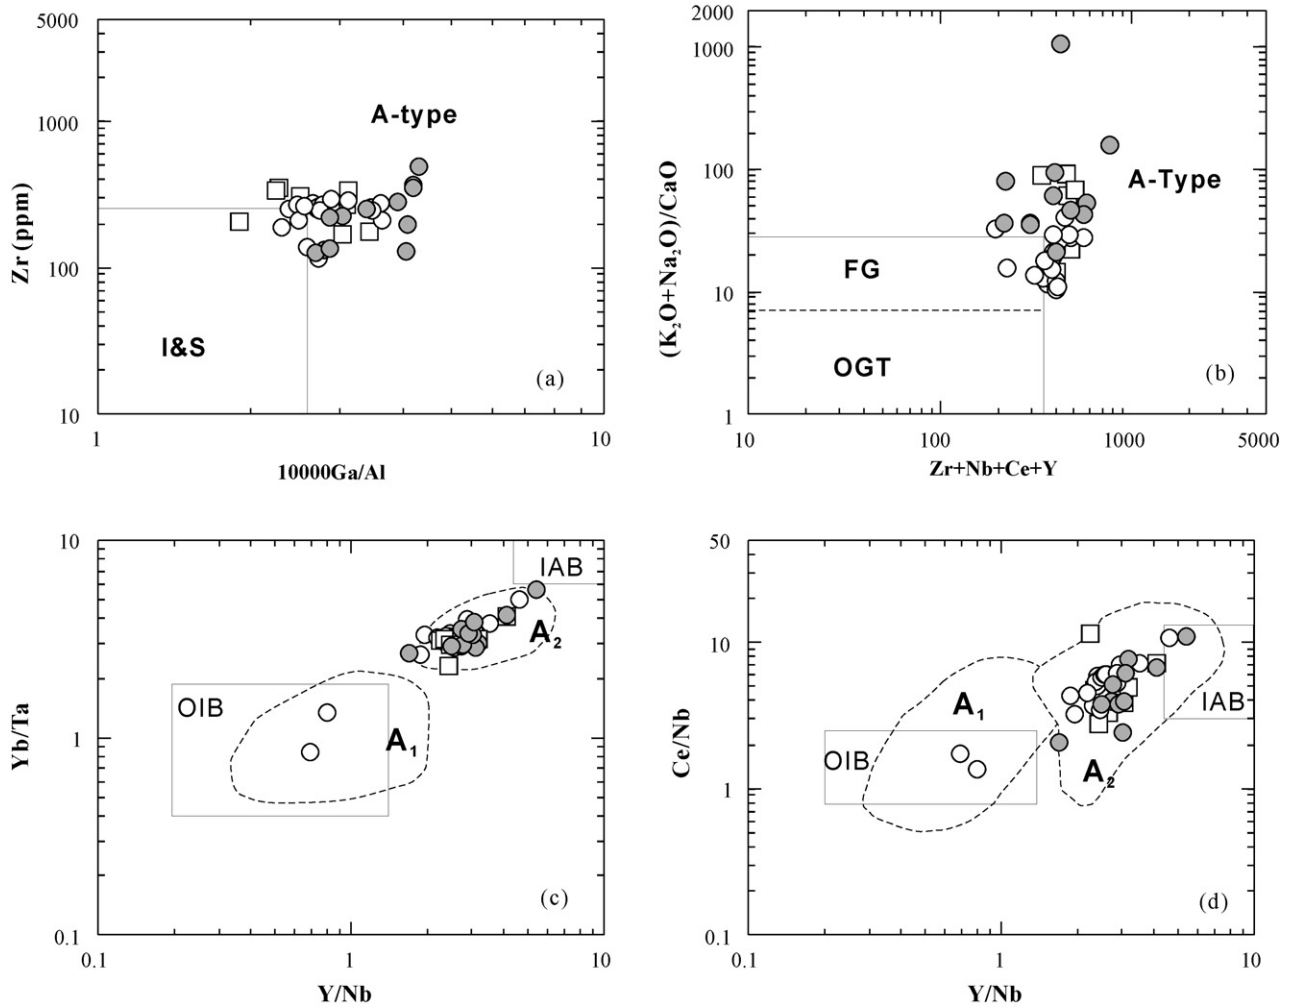 5000
1000
100
10
Zr (ppm)
A-type
I&S
(a)
1
10
10000Ga/Al
2000
1000
100
10
1
(K₂O+Na₂O)/CaO
A-Type
FG
OGT
(b)
10
100
1000
5000
Zr+Nb+Ce+Y
10
1
0.1
Yb/Ta
IAB
A₂
OIB
A₁
(c)
0.1
1
10
Y/Nb
50
10
1
0.1
Ce/Nb
A₁
IAB
OIB
A₂
(d)
0.1
1
10
Y/Nb